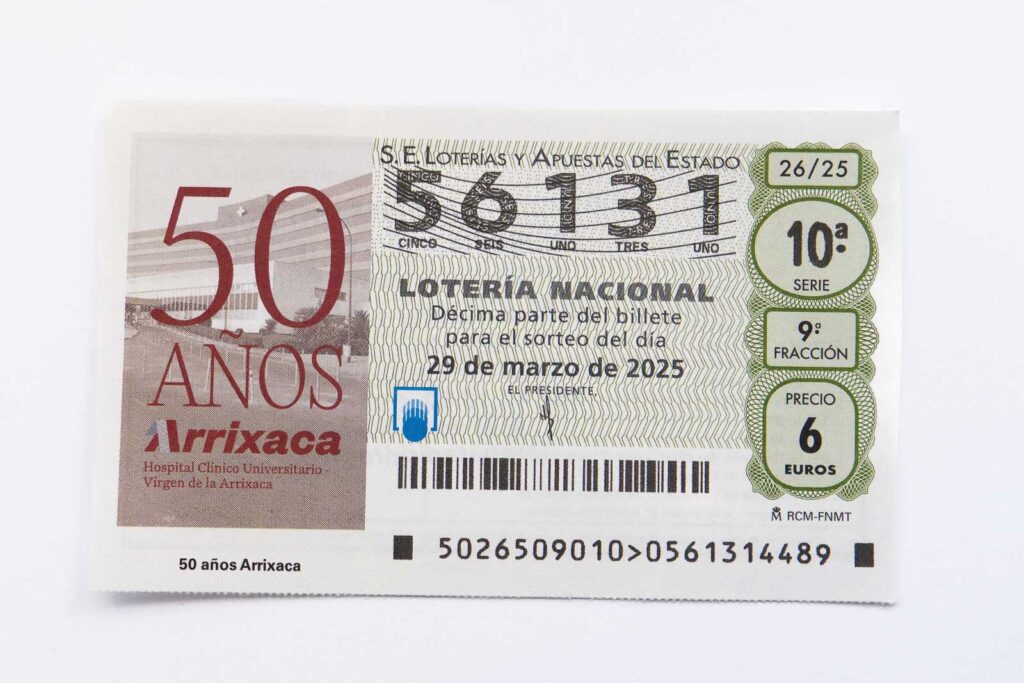 50
AÑOS
Arrixaca
Hospital Clínico Universitario
Virgen de la Arrixaca
50 años Arrixaca
S.E. LOTERÍAS Y APUESTAS DEL ESTADO
56131
CINCO SEIS UNO TRES UNO
LOTERÍA NACIONAL
Décima parte del billete
para el sorteo del día
29 de marzo de 2025
EL PRESIDENTE,
26/25
10ª
SERIE
9ª
FRACCIÓN
PRECIO
6
EUROS
RCM-FNMT
5026509010>0561314489